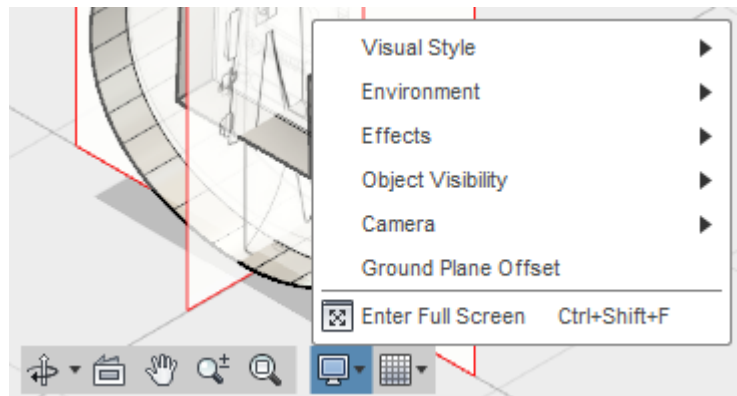 Visual Style
Environment
Effects
Object Visibility
Camera
Ground Plane Offset
Enter Full Screen Ctrl+Shift+F